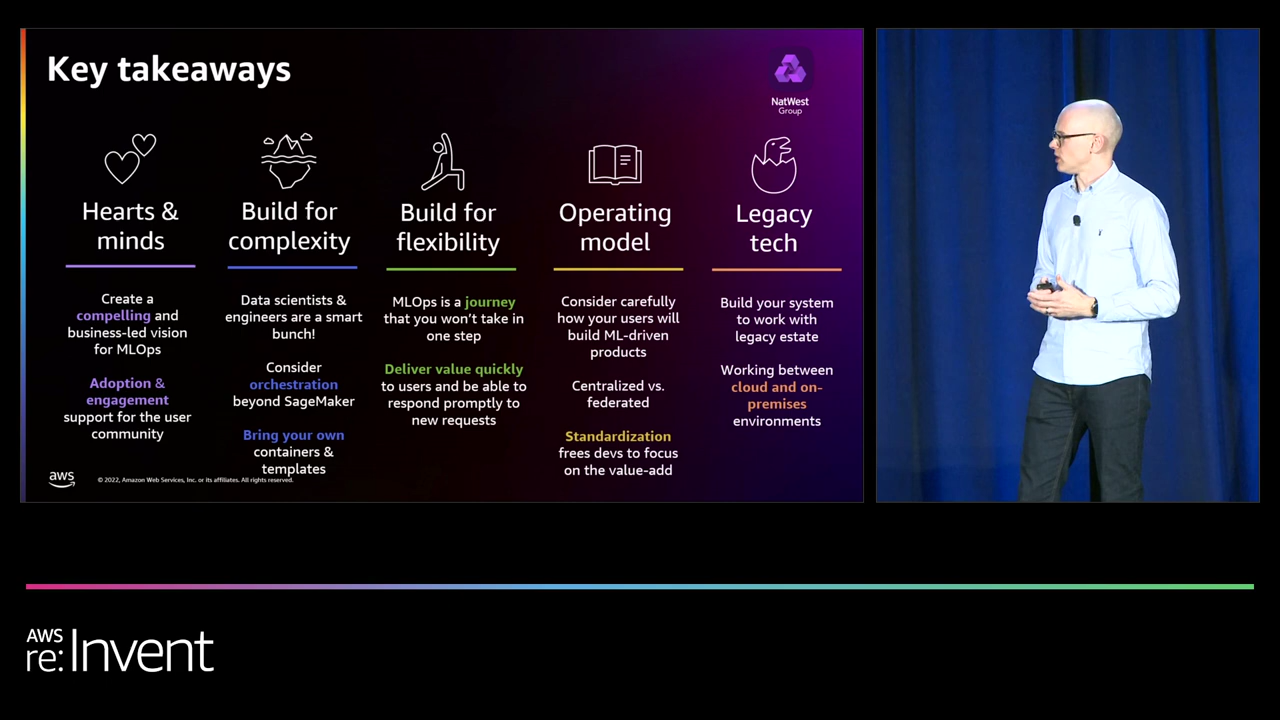 Key takeaways
NatWest
Group
Hearts &
minds
Create a
compelling and
business-led vision
for MLOps
Adoption &
engagement
support for the user
community
Build for
complexity
Data scientists &
engineers are a smart
bunch!
Consider
orchestration
beyond SageMaker
Bring your own
containers &
templates
Build for
flexibility
MLOps is a journey
that you won't take in
one step
Deliver value quickly
to users and be able to
respond promptly to
new requests
Operating
model
Consider carefully
how your users will
build ML-driven
products
Centralized vs.
federated
Standardization
frees devs to focus
on the value-add
Legacy
tech
Build your system
to work with
legacy estate
Working between
cloud and on-
premises
environments
aws
© 2022, Amazon Web Services, Inc. or its affiliates. All rights reserved.
AWS
re:Invent